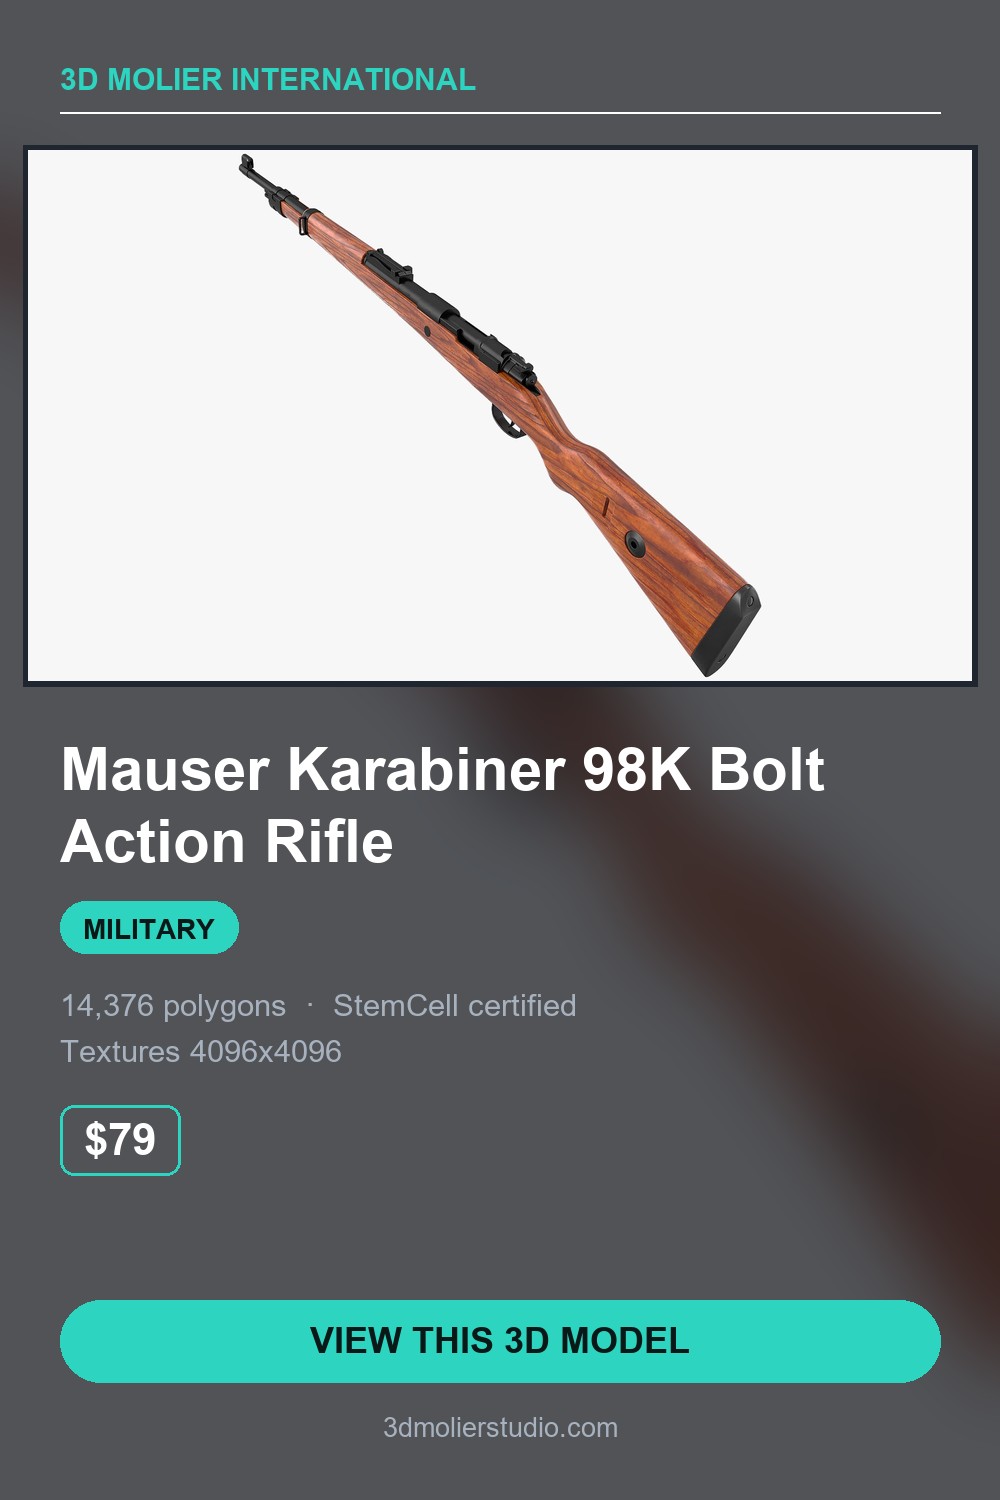 3D MOLIER INTERNATIONAL
Mauser Karabiner 98K Bolt
Action Rifle
MILITARY
14,376 polygons · StemCell certified
Textures 4096x4096
$79
VIEW THIS 3D MODEL
3dmolierstudio.com